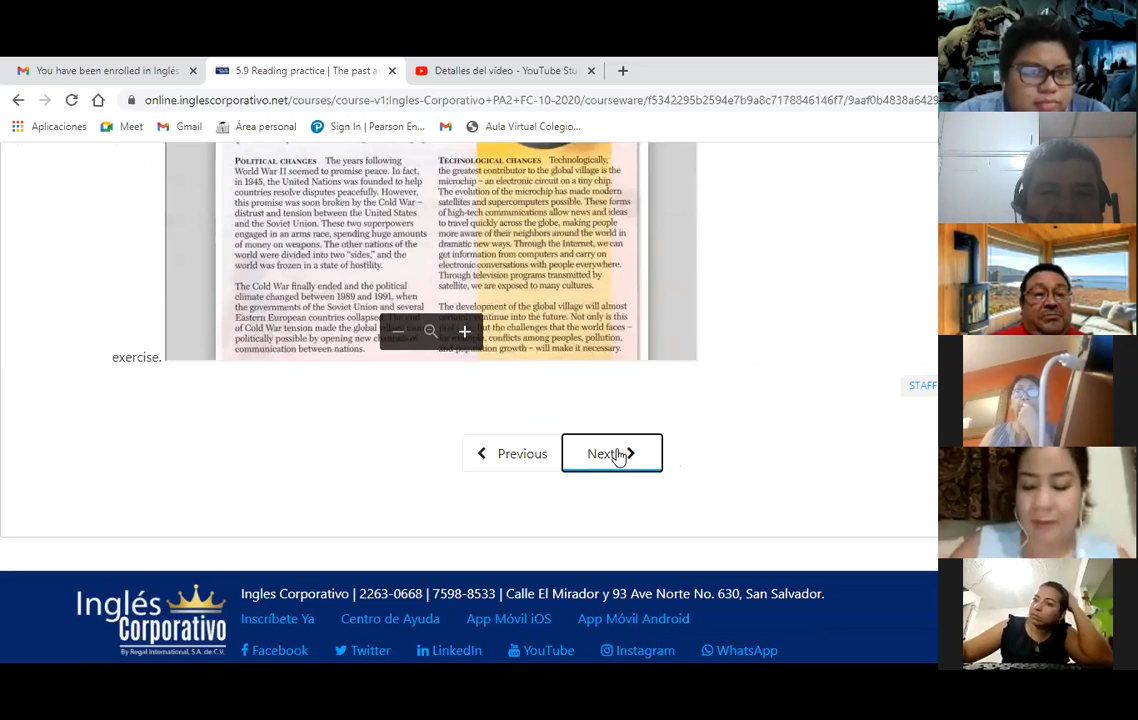 You have been enrolled in Inglés
5.9 Reading practice | The past a
Detalles del vídeo - YouTube Stu
online.inglescorporativo.net/courses/course-v1:Ingles-Corporativo+PA2+FC-10-2020/courseware/f5342295b2594e7b9a8c7178846146f7/9aaf0b4838a6429
Aplicaciones
Meet
Gmail
Área personal
Sign In | Pearson En...
Aula Virtual Colegio...
POLITICAL CHANGES The years following
World War II seemed to promise peace. In fact,
in 1945, the United Nations was founded to help
countries resolve disputes peacefully. However,
this promise was soon broken by the Cold War –
distrust and tension between the United States
and the Soviet Union. These two superpowers
engaged in an arms race, spending huge amounts
of money on weapons. The other nations of the
world were divided into two "sides," and the
world was frozen in a state of hostility.
The Cold War finally ended and the political
climate changed between 1989 and 1991, when
the governments of the Soviet Union and several
Eastern European countries collapsed. The end
of Cold War tension made the global
politically possible by opening new
communication between nations.
TECHNOLOGICAL CHANGES Technologically,
the greatest contributor to the global village is the
microchip – an electronic circuit on a tiny chip.
The evolution of the microchip has made modern
satellites and supercomputers possible. These forms
of high-tech communications allow news and ideas
to travel quickly across the globe, making people
more aware of their neighbors around the world in
dramatic new ways. Through the Internet, we can
get information from computers and carry on
electronic conversations with people everywhere.
Through television programs transmitted by
satellite, we are exposed to many cultures.
The development of the global village will almost
certainly continue into the future. Not only is this
but the challenges that the world faces –
conflicts among peoples, pollution,
and population growth – will make it necessary.
exercise.
STAFF
Previous
Next
Inglés
Corporativo
By Regal International, S.A. de C.V.
Ingles Corporativo | 2263-0668 | 7598-8533 | Calle El Mirador y 93 Ave Norte No. 630, San Salvador.
Inscríbete Ya
Centro de Ayuda
App Móvil iOS
App Móvil Android
Facebook
Twitter
LinkedIn
YouTube
Instagram
WhatsApp